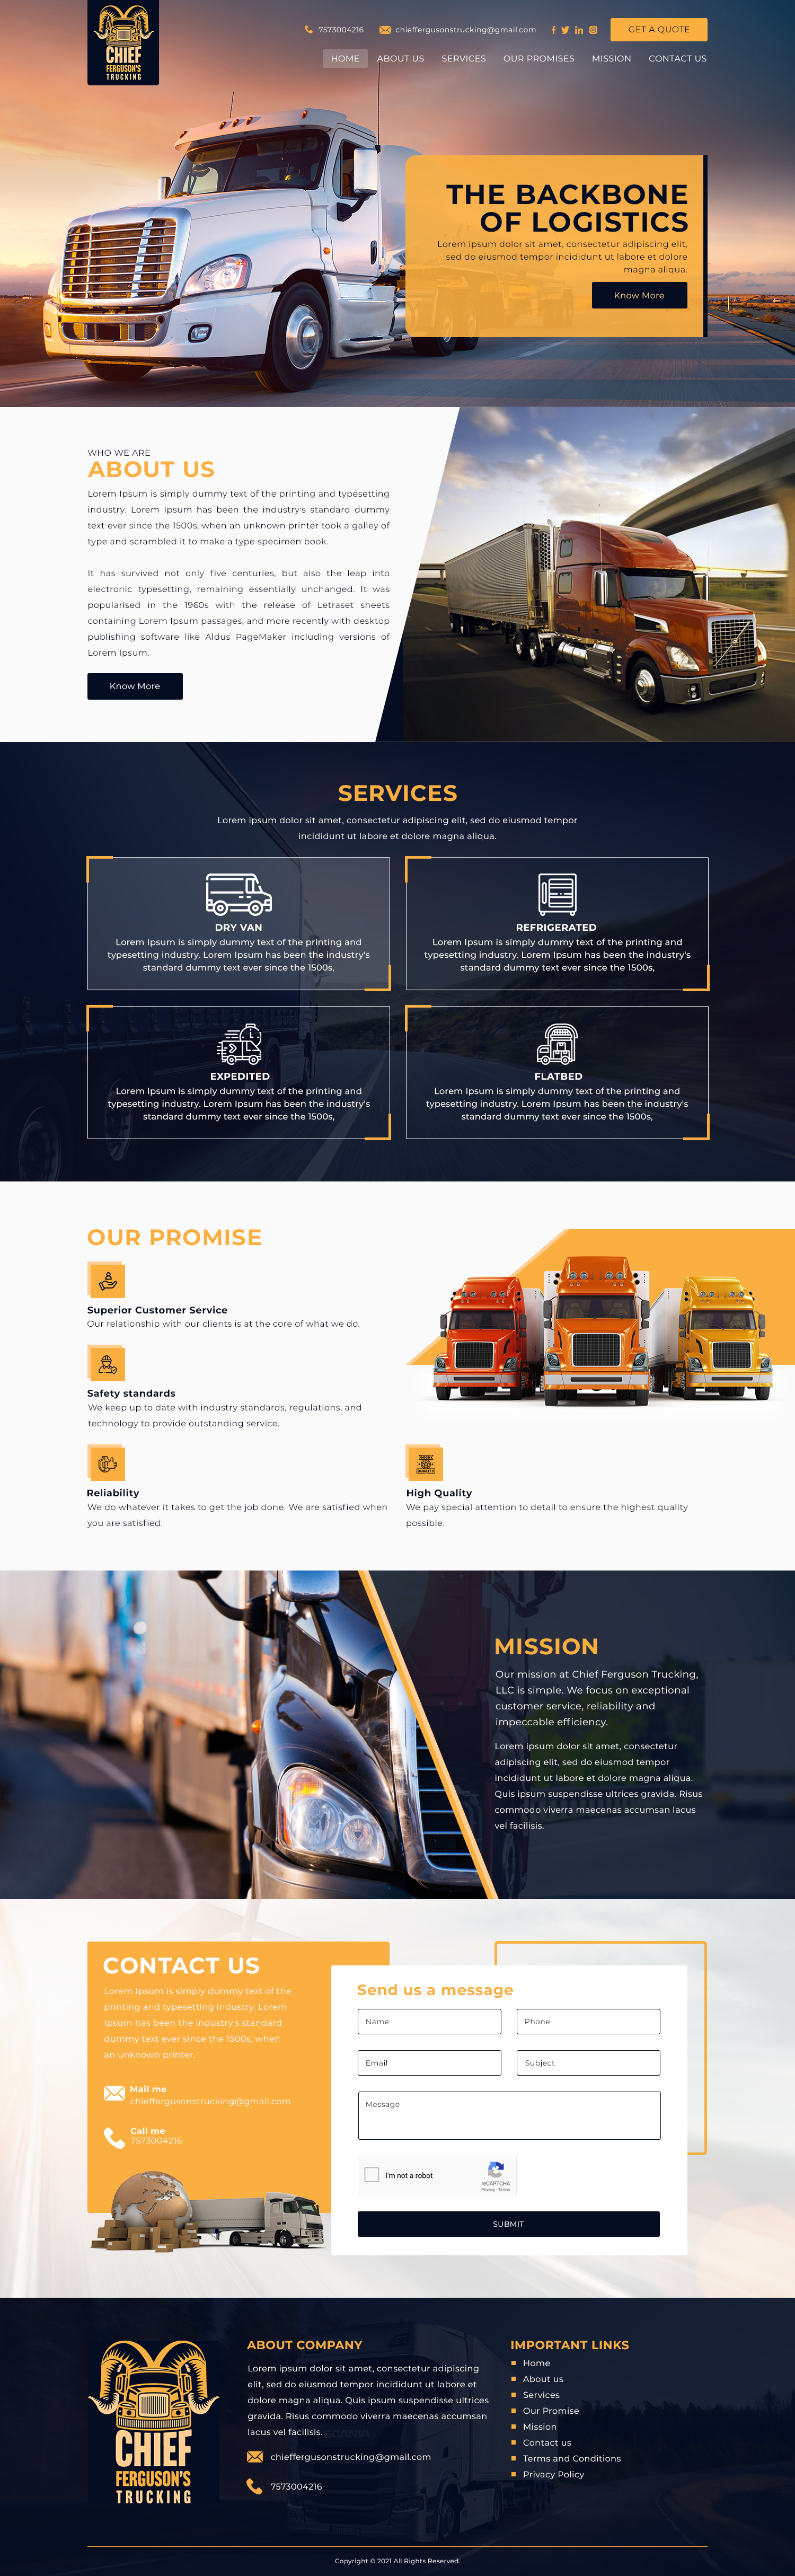 CHIEF
FERGUSON'S
TRUCKING
7573004216
chieffergusonstrucking@gmail.com
GET A QUOTE
HOME
ABOUT US
SERVICES
OUR PROMISES
MISSION
CONTACT US
THE BACKBONE
OF LOGISTICS
Lorem ipsum dolor sit amet, consectetur adipiscing elit,
sed do eiusmod tempor incididunt ut labore et dolore
magna aliqua.
Know More
WHO WE ARE
ABOUT US
Lorem Ipsum is simply dummy text of the printing and typesetting
industry. Lorem Ipsum has been the industry's standard dummy
text ever since the 1500s, when an unknown printer took a galley of
type and scrambled it to make a type specimen book.
It has survived not only five centuries, but also the leap into
electronic typesetting, remaining essentially unchanged. It was
popularised in the 1960s with the release of Letraset sheets
containing Lorem Ipsum passages, and more recently with desktop
publishing software like Aldus PageMaker including versions of
Lorem Ipsum.
Know More
SERVICES
Lorem ipsum dolor sit amet, consectetur adipiscing elit, sed do eiusmod tempor
incididunt ut labore et dolore magna aliqua.
DRY VAN
Lorem Ipsum is simply dummy text of the printing and
typesetting industry. Lorem Ipsum has been the industry's
standard dummy text ever since the 1500s,
REFRIGERATED
Lorem Ipsum is simply dummy text of the printing and
typesetting industry. Lorem Ipsum has been the industry's
standard dummy text ever since the 1500s,
EXPEDITED
Lorem Ipsum is simply dummy text of the printing and
typesetting industry. Lorem Ipsum has been the industry's
standard dummy text ever since the 1500s,
FLATBED
Lorem Ipsum is simply dummy text of the printing and
typesetting industry. Lorem Ipsum has been the industry's
standard dummy text ever since the 1500s,
OUR PROMISE
Superior Customer Service
Our relationship with our clients is at the core of what we do.
Safety standards
We keep up to date with industry standards, regulations, and
technology to provide outstanding service.
Reliability
We do whatever it takes to get the job done. We are satisfied when
you are satisfied.
QUALITY
High Quality
We pay special attention to detail to ensure the highest quality
possible.
MISSION
Our mission at Chief Ferguson Trucking,
LLC is simple. We focus on exceptional
customer service, reliability and
impeccable efficiency.
Lorem ipsum dolor sit amet, consectetur
adipiscing elit, sed do eiusmod tempor
incididunt ut labore et dolore magna aliqua.
Quis ipsum suspendisse ultrices gravida. Risus
commodo viverra maecenas accumsan lacus
vel facilisis.
CONTACT US
Lorem Ipsum is simply dummy text of the
printing and typesetting industry. Lorem
Ipsum has been the industry's standard
dummy text ever since the 1500s, when
an unknown printer.
Mail me
chieffergusonstrucking@gmail.com
Call me
7573004216
Send us a message
Name
Phone
Email
Subject
Message
I'm not a robot
reCAPTCHA
Privacy - Terms
SUBMIT
CHIEF
FERGUSON'S
TRUCKING
ABOUT COMPANY
Lorem ipsum dolor sit amet, consectetur adipiscing
elit, sed do eiusmod tempor incididunt ut labore et
dolore magna aliqua. Quis ipsum suspendisse ultrices
gravida. Risus commodo viverra maecenas accumsan
lacus vel facilisis.
SCANIA
chieffergusonstrucking@gmail.com
7573004216
IMPORTANT LINKS
Home
About us
Services
Our Promise
Mission
Contact us
Terms and Conditions
Privacy Policy
Copyright © 2021 All Rights Reserved.